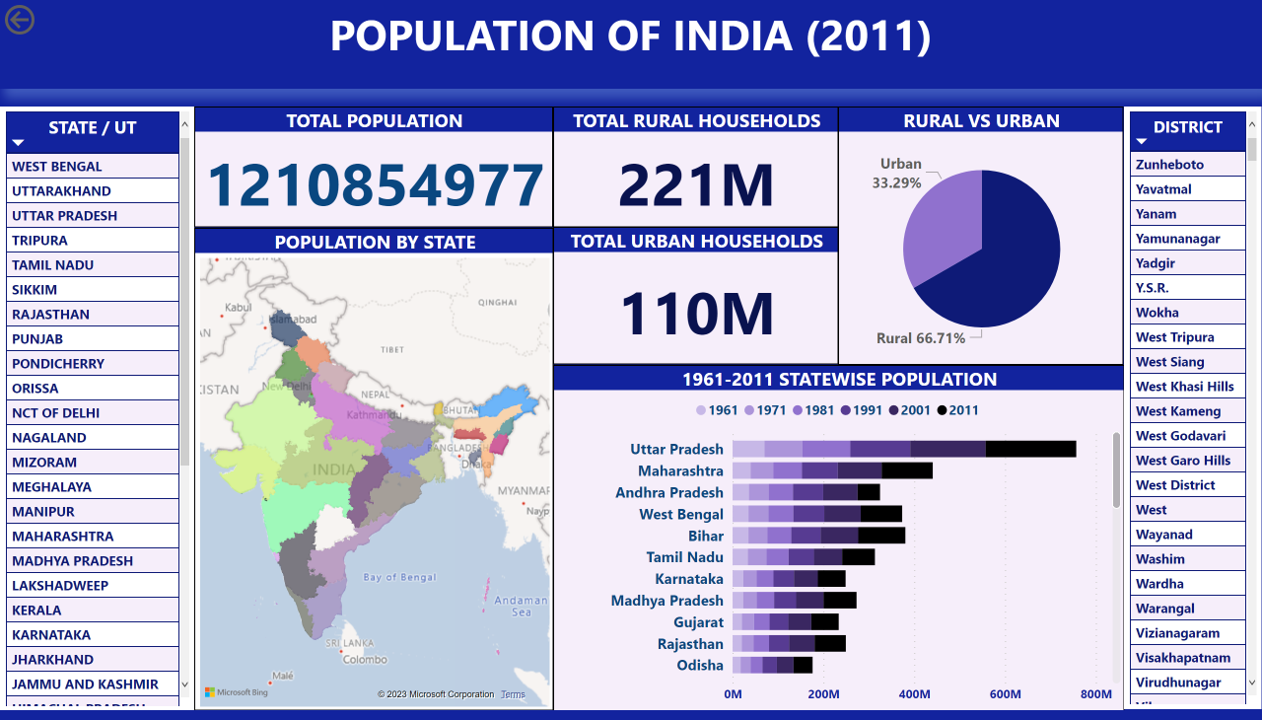 POPULATION OF INDIA (2011)
STATE / UT
WEST BENGAL
UTTARAKHAND
UTTAR PRADESH
TRIPURA
TAMIL NADU
SIKKIM
RAJASTHAN
PUNJAB
PONDICHERRY
ORISSA
NCT OF DELHI
NAGALAND
MIZORAM
MEGHALAYA
MANIPUR
MAHARASHTRA
MADHYA PRADESH
LAKSHADWEEP
KERALA
KARNATAKA
JHARKHAND
JAMMU AND KASHMIR
HIMACHAL PRADESH
TOTAL POPULATION
1210854977
POPULATION BY STATE
Kabul
Islamabad
QINGHAI
TIBET
New Delhi
NEPAL
Kathmandu
BHUTAN
BANGLADESH
Dhaka
INDIA
MYANMAR
Bay of Bengal
Andaman
Sea
SRI LANKA
Colombo
Malé
Microsoft Bing
© 2023 Microsoft Corporation Terms
TOTAL RURAL HOUSEHOLDS
221M
TOTAL URBAN HOUSEHOLDS
110M
RURAL VS URBAN
Urban
33.29%
Rural 66.71%
1961-2011 STATEWISE POPULATION
1961 1971 1981 1991 2001 2011
Uttar Pradesh
Maharashtra
Andhra Pradesh
West Bengal
Bihar
Tamil Nadu
Karnataka
Madhya Pradesh
Gujarat
Rajasthan
Odisha
0M 200M 400M 600M 800M
DISTRICT
Zunheboto
Yavatmal
Yanam
Yamunanagar
Yadgir
Y.S.R.
Wokha
West Tripura
West Siang
West Khasi Hills
West Kameng
West Godavari
West Garo Hills
West District
West
Wayanad
Washim
Wardha
Warangal
Vizianagaram
Visakhapatnam
Virudhunagar